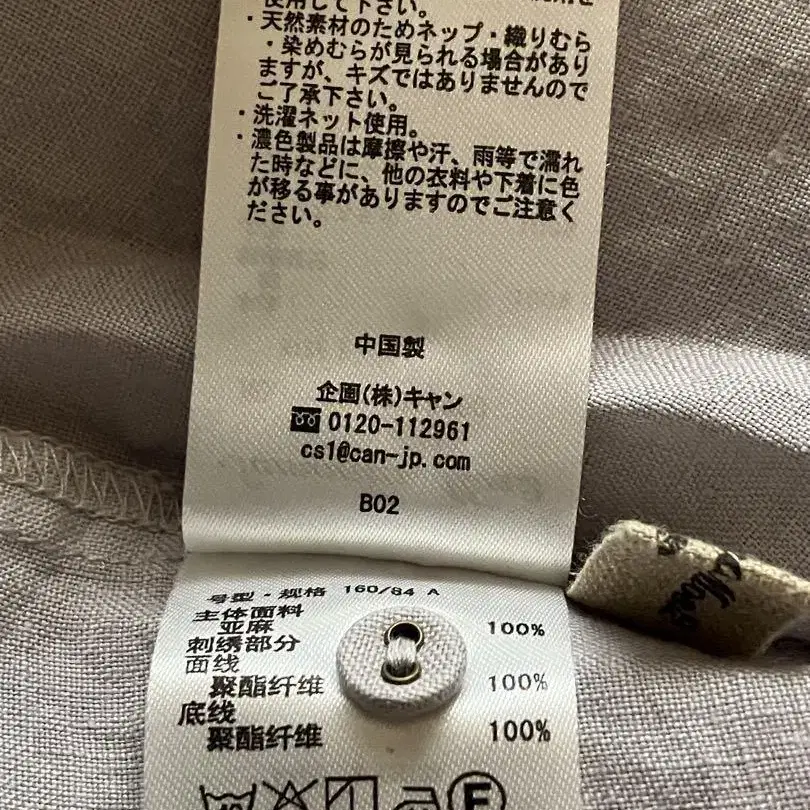 使用して下さい。
・天然素材のためネップ・織りむら
・染めむらが見られる場合があり
ますが、キズではありませんので
ご了承下さい。
・洗濯ネット使用。
・濃色製品は摩擦や汗、雨等で濡れ
た時などに、他の衣料や下着に色
が移る事がありますのでご注意く
ださい。
中国製
企画(株)キャン
0120-112961
cs1@can-jp.com
B02
号型・规格 160/84 A
主体面料
亚麻 100%
刺绣部分
面线
聚酯纤维 100%
底线
聚酯纤维 100%